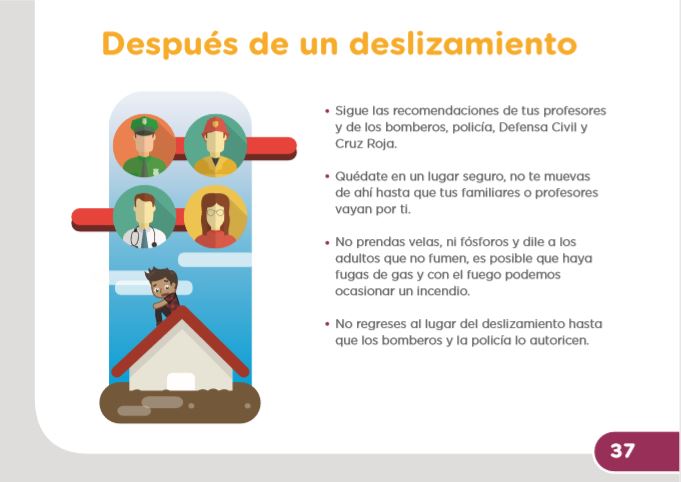 Después de un deslizamiento
• Sigue las recomendaciones de tus profesores
y de los bomberos, policía, Defensa Civil y
Cruz Roja.
• Quédate en un lugar seguro, no te muevas
de ahí hasta que tus familiares o profesores
vayan por ti.
• No prendas velas, ni fósforos y dile a los
adultos que no fumen, es posible que haya
fugas de gas y con el fuego podemos
ocasionar un incendio.
• No regreses al lugar del deslizamiento hasta
que los bomberos y la policía lo autoricen.
37